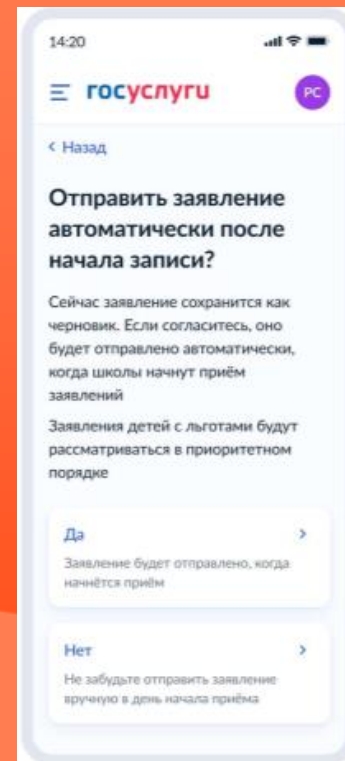 14:20
госуслуги
РС
Назад
Отправить заявление
автоматически после
начала записи?
Сейчас заявление сохранится как
черновик. Если согласитесь, оно
будет отправлено автоматически,
когда школы начнут приём
заявлений
Заявления детей с льготами будут
рассматриваться в приоритетном
порядке
Да
Заявление будет отправлено, когда
начнётся приём
Нет
Не забудьте отправить заявление
вручную в день начала приёма